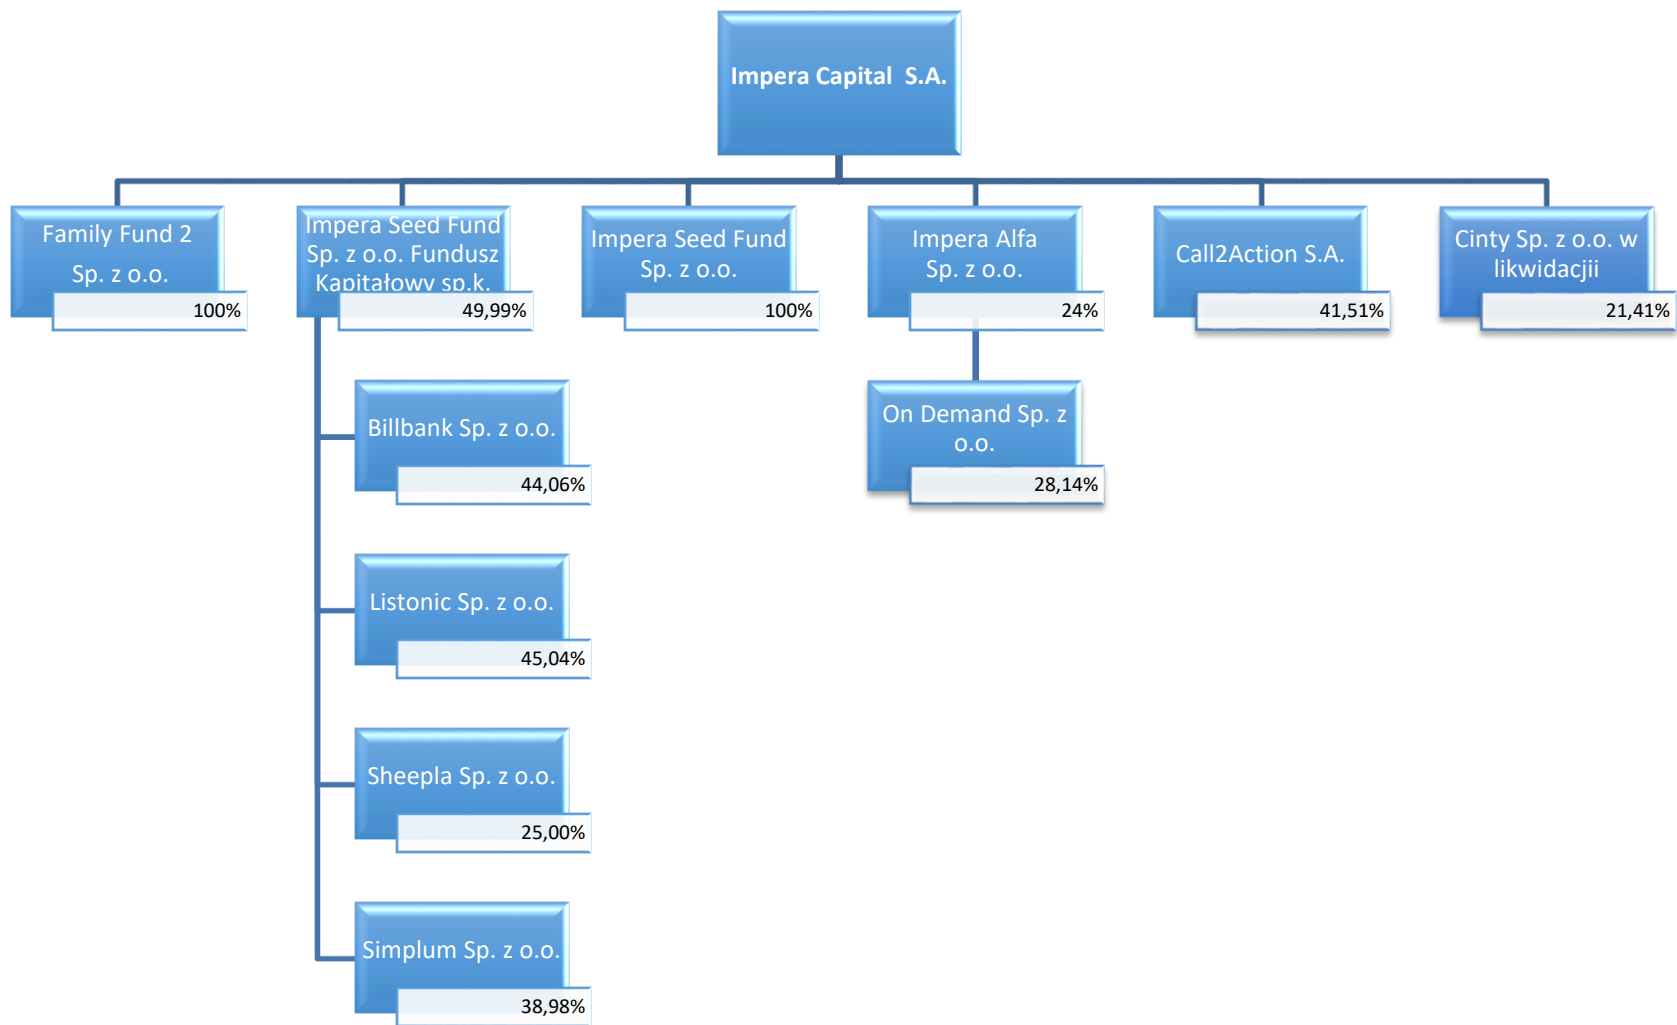 Impera Capital  S.A.
Family Fund 2
Sp. z o.o.
100%
Impera Seed Fund
Sp. z o.o. Fundusz
Kapitałowy sp.k.
49,99%
Impera Seed Fund
Sp. z o.o.
100%
Impera Alfa
Sp. z o.o.
24%
Call2Action S.A.
41,51%
Cinty Sp. z o.o. w
likwidacjii
21,41%
Billbank Sp. z o.o.
44,06%
On Demand Sp. z
o.o.
28,14%
Listonic Sp. z o.o.
45,04%
Sheepla Sp. z o.o.
25,00%
Simplum Sp. z o.o.
38,98%